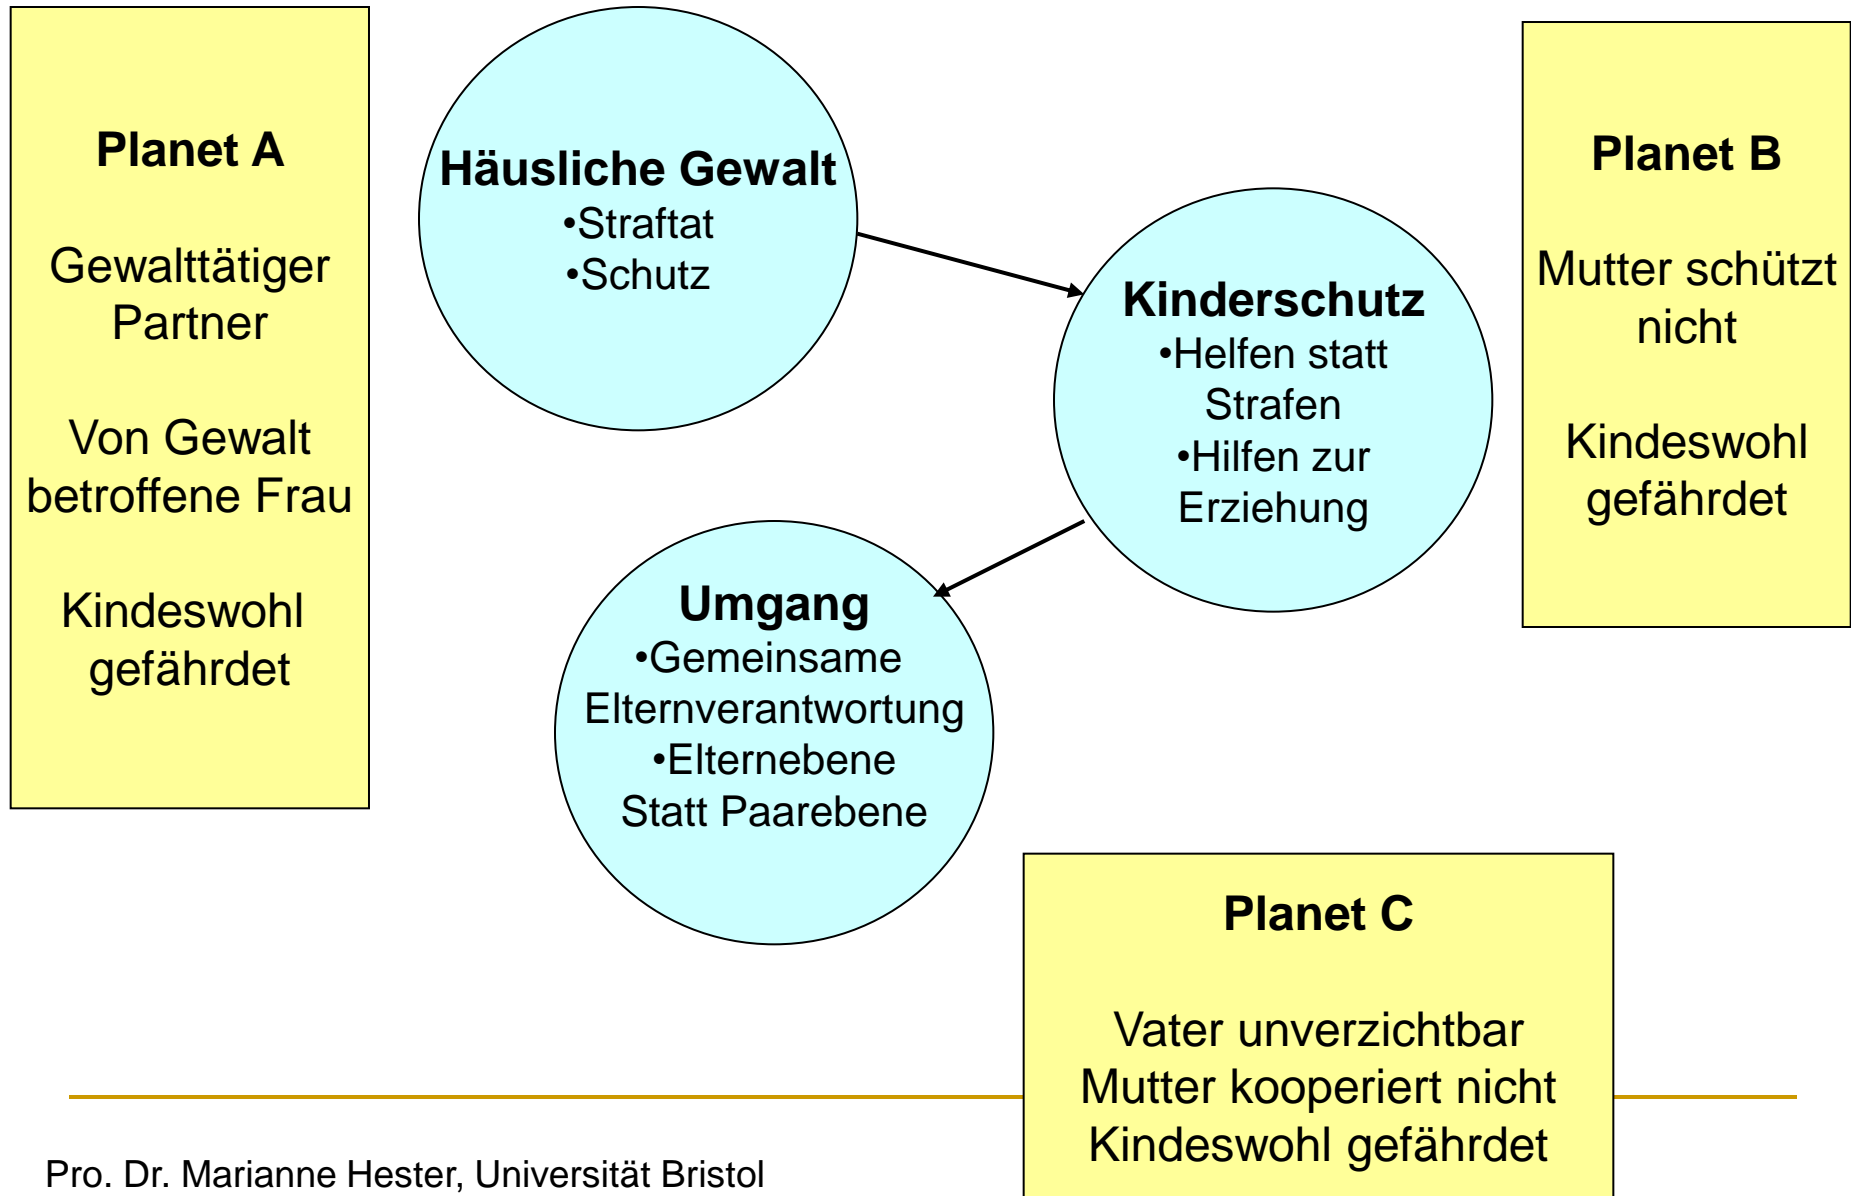 Planet A
Gewalttätiger
Partner
Von Gewalt
betroffene Frau
Kindeswohl
gefährdet
Häusliche Gewalt
•Straftat
•Schutz
Kinderschutz
•Helfen statt
Strafen
•Hilfen zur
Erziehung
Planet B
Mutter schützt
nicht
Kindeswohl
gefährdet
Umgang
•Gemeinsame
Elternverantwortung
•Elternebene
Statt Paarebene
Planet C
Vater unverzichtbar
Mutter kooperiert nicht
Kindeswohl gefährdet
Pro. Dr. Marianne Hester, Universität Bristol